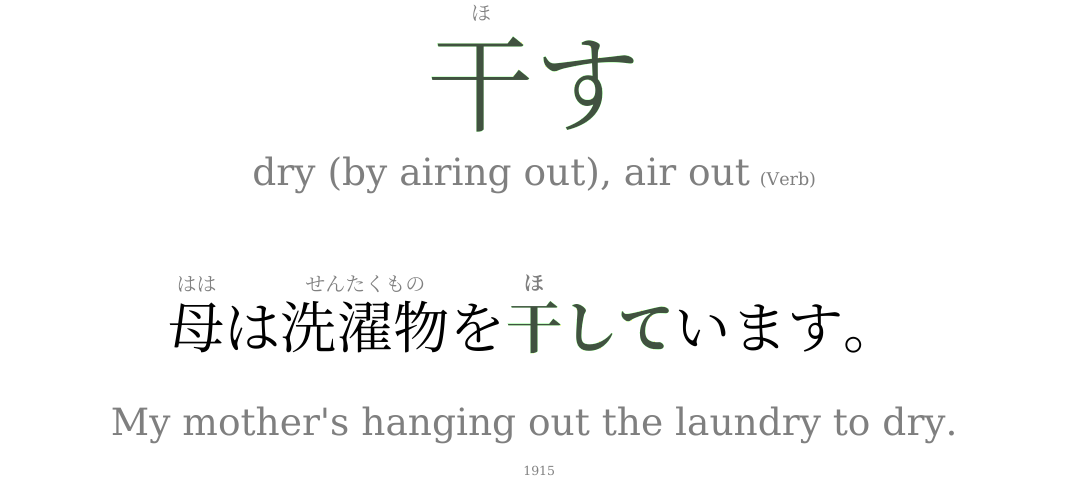 ほ
干す
dry (by airing out), air out (Verb)
はは せんたくもの ほ
母は洗濯物を干しています。
My mother's hanging out the laundry to dry.
1915